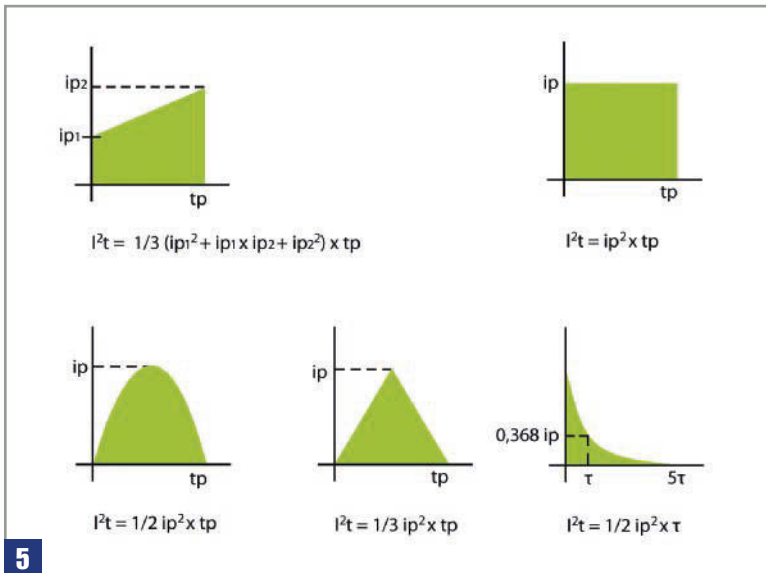 ip2
ip1
tp
I²t = 1/3 (ip1² + ip1 x ip2 + ip2²) x tp
ip
tp
I²t = ip² x tp
ip
tp
I²t = 1/2 ip² x tp
ip
tp
I²t = 1/3 ip² x tp
0,368 ip
τ
5τ
I²t = 1/2 ip² x τ
5